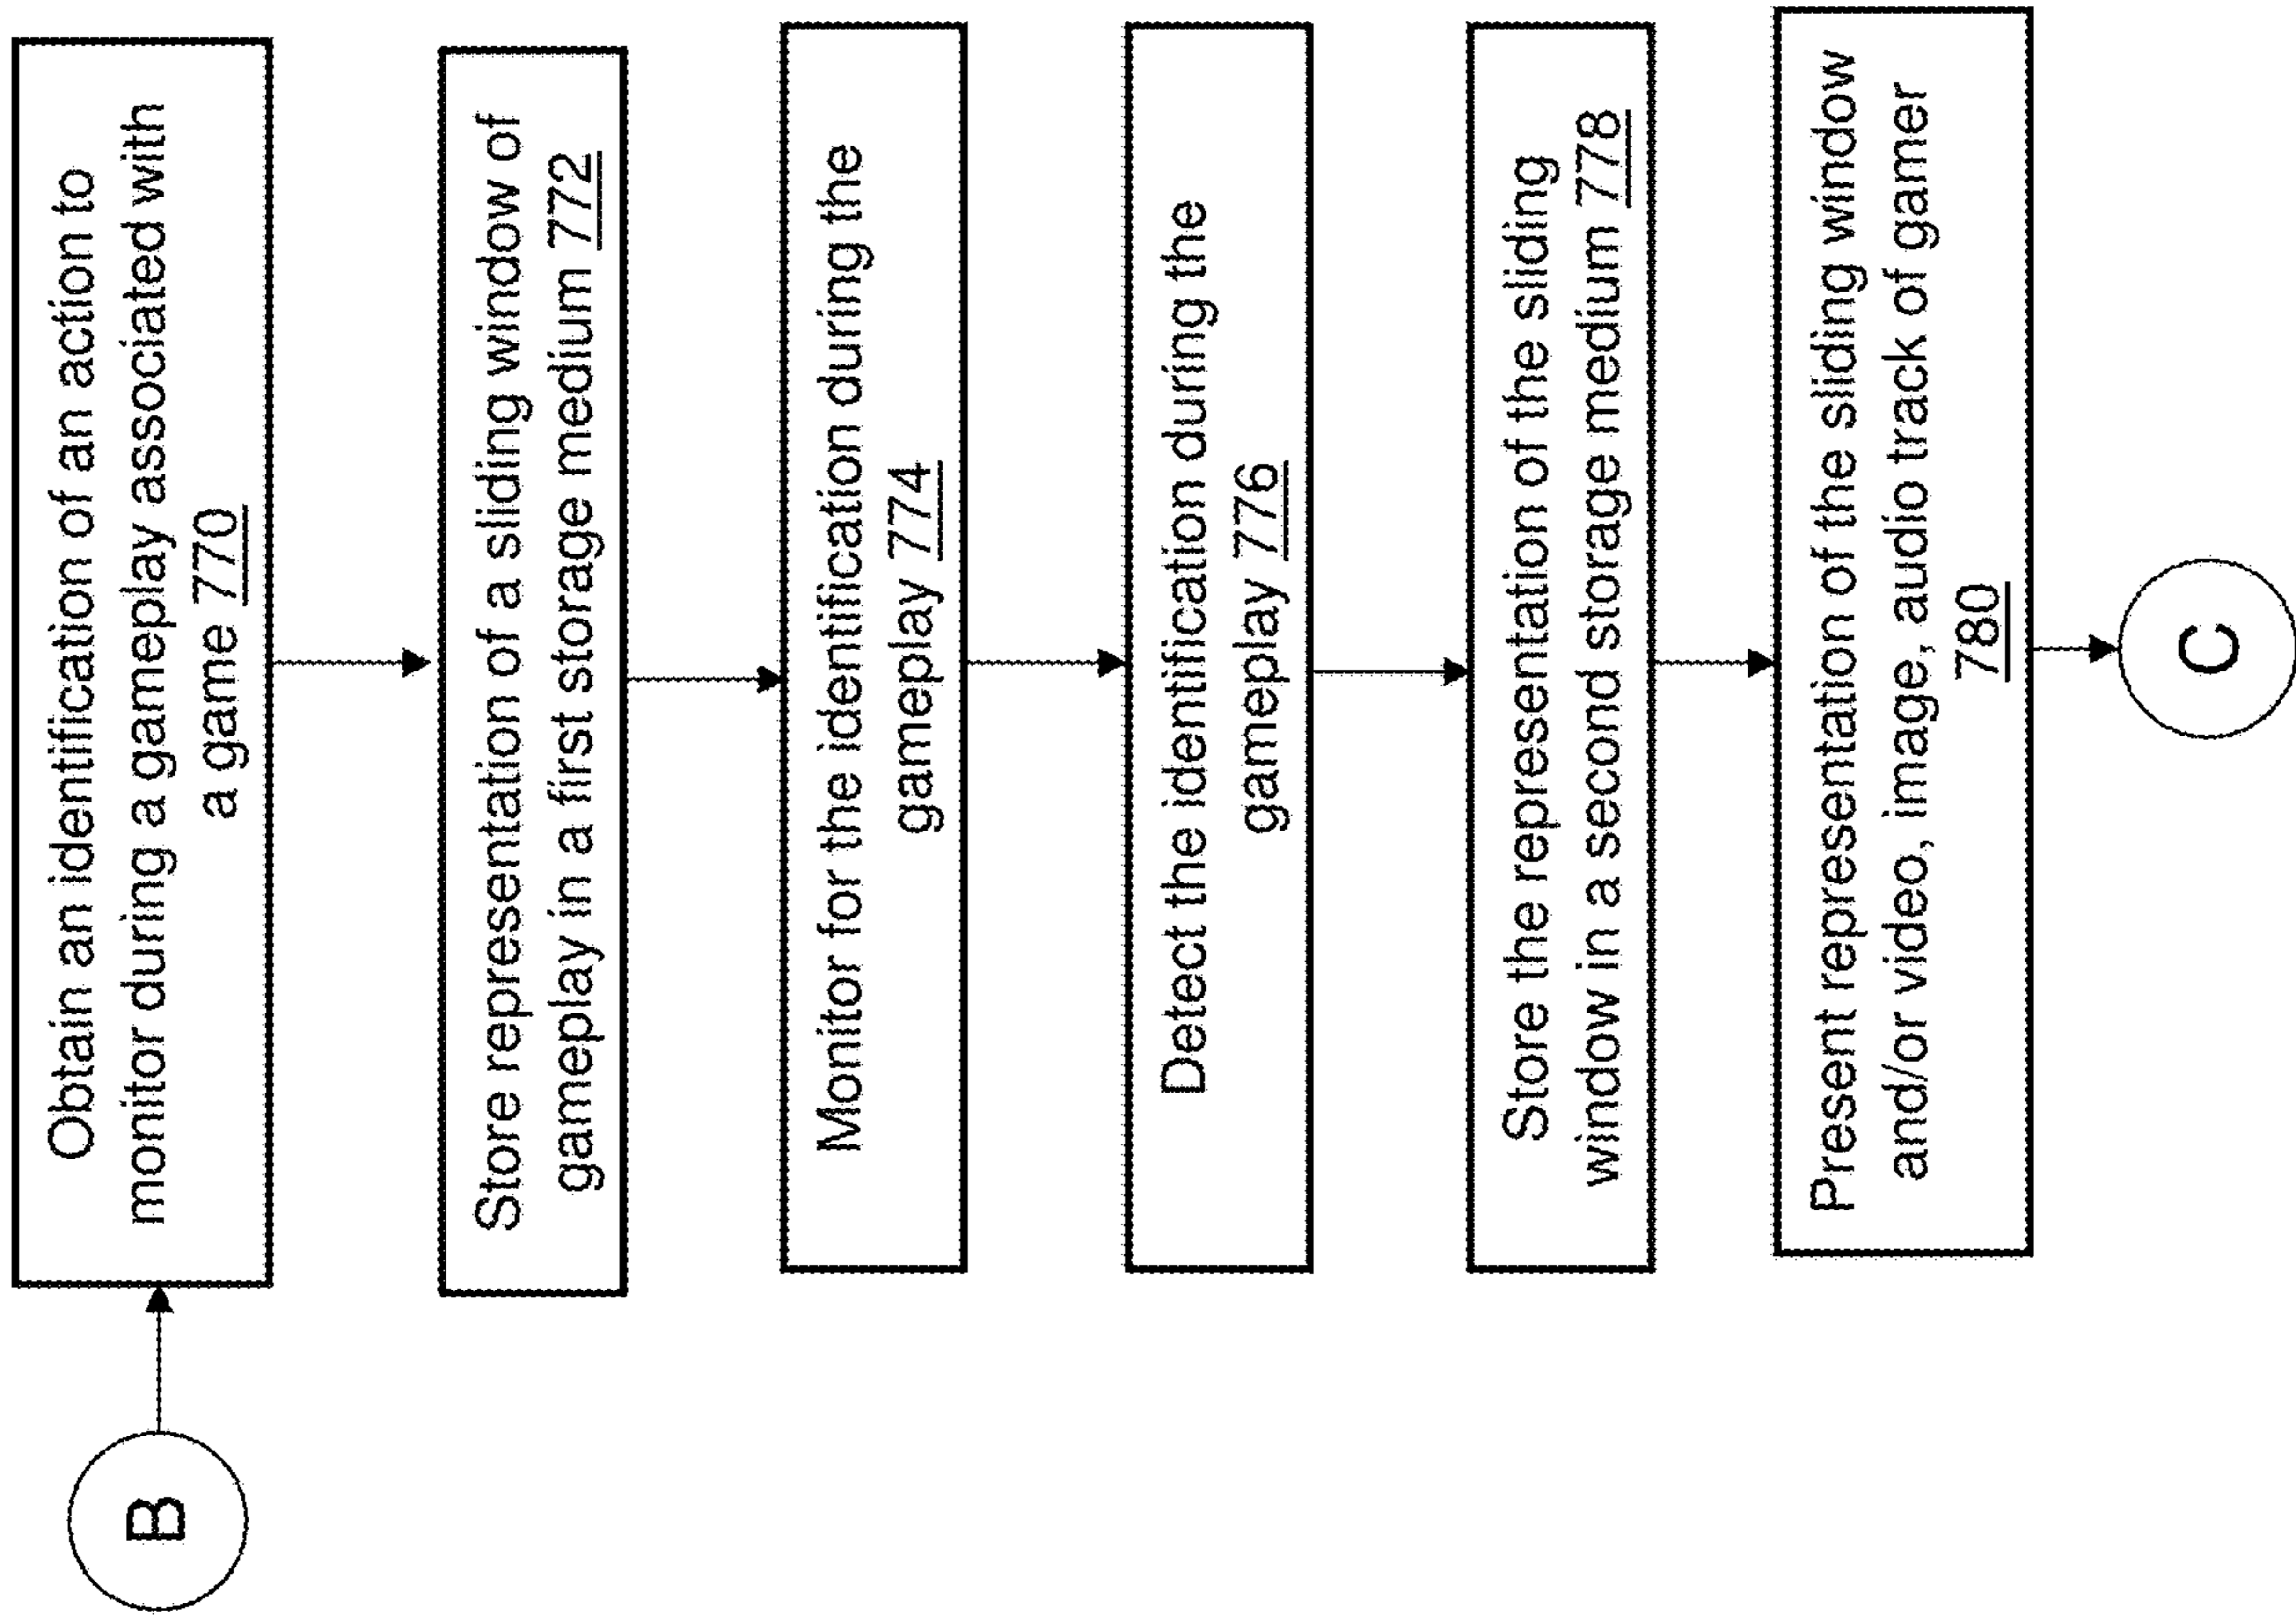 B
Obtain an identification of an action to
monitor during a gameplay associated with
a game 770
Store representation of a sliding window of
gameplay in a first storage medium 772
Monitor for the identification during the
gameplay 774
Detect the identification during the
gameplay 776
Store the representation of the sliding
window in a second storage medium 778
Present representation of the sliding window
and/or video, image, audio track of gamer
780
C